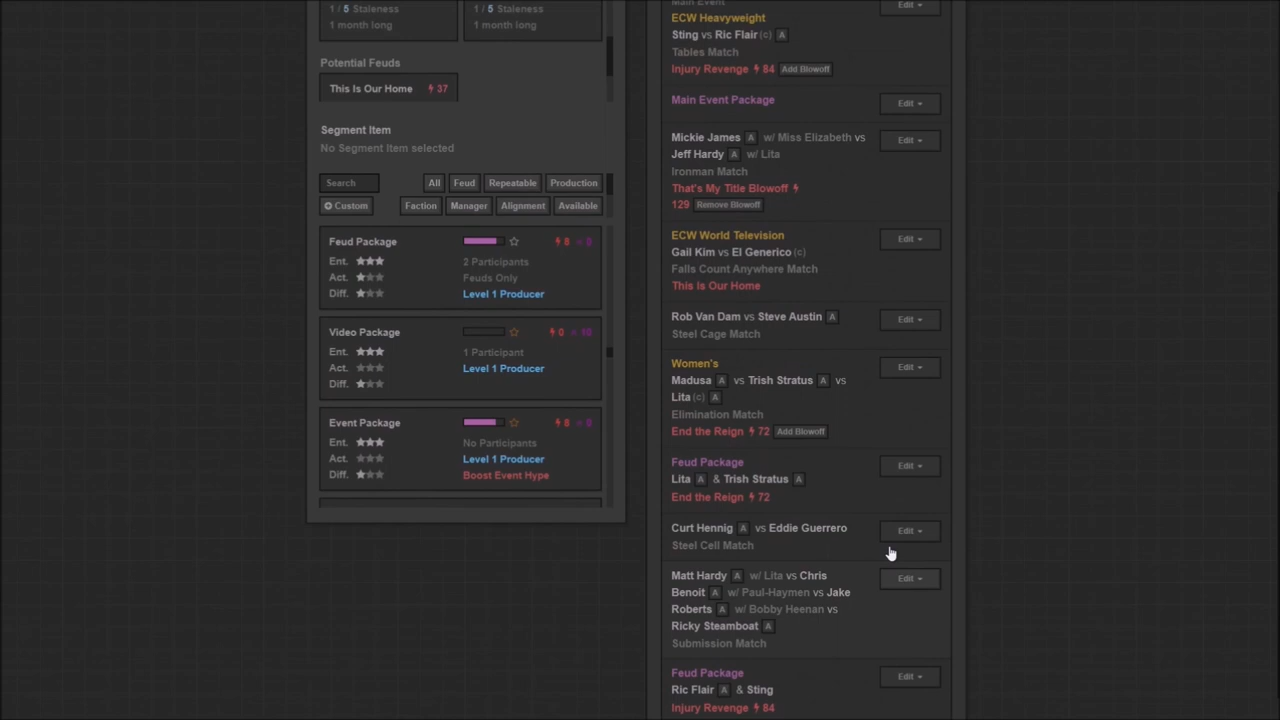 1 / 5 Staleness
1 month long
1 / 5 Staleness
1 month long
Potential Feuds
This Is Our Home 37
Segment Item
No Segment Item selected
Search All Feud Repeatable Production
Custom Faction Manager Alignment Available
Feud Package 8 0
Ent. 2 Participants
Act. Feuds Only
Diff. Level 1 Producer
Video Package 0 10
Ent. 1 Participant
Act. Level 1 Producer
Diff.
Event Package 8 0
Ent. No Participants
Act. Level 1 Producer
Diff. Boost Event Hype
Main Event
Edit
ECW Heavyweight
Sting vs Ric Flair (c) A
Tables Match
Injury Revenge 84 Add Blowoff
Main Event Package
Edit
Mickie James A w/ Miss Elizabeth vs
Edit
Jeff Hardy A w/ Lita
Ironman Match
That's My Title Blowoff
129 Remove Blowoff
ECW World Television
Edit
Gail Kim vs El Generico (c)
Falls Count Anywhere Match
This Is Our Home
Rob Van Dam vs Steve Austin A
Edit
Steel Cage Match
Women's
Edit
Madusa A vs Trish Stratus A vs
Lita (c) A
Elimination Match
End the Reign 72 Add Blowoff
Feud Package
Edit
Lita A & Trish Stratus A
End the Reign 72
Curt Hennig A vs Eddie Guerrero
Edit
Steel Cell Match
Matt Hardy A w/ Lita vs Chris
Edit
Benoit A w/ Paul-Haymen vs Jake
Roberts A w/ Bobby Heenan vs
Ricky Steamboat A
Submission Match
Feud Package
Edit
Ric Flair A & Sting
Injury Revenge 84